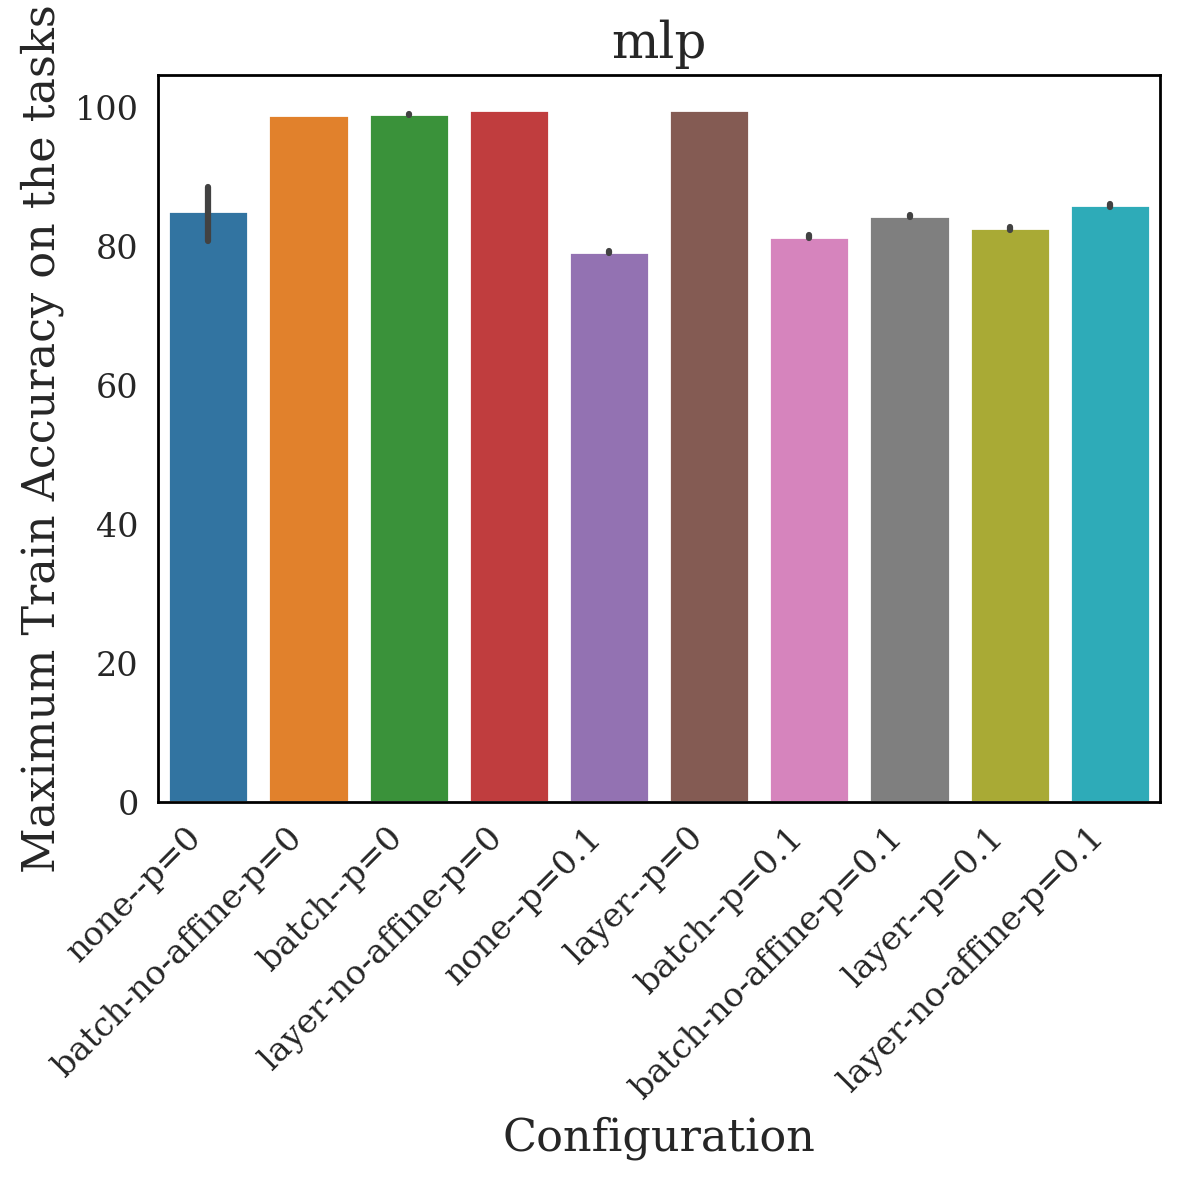 mlp
Maximum Train Accuracy on the tasks
100
80
60
40
20
0
none--p=0
batch-no-affine-p=0
batch--p=0
layer-no-affine-p=0
none--p=0.1
layer--p=0
batch--p=0.1
batch-no-affine-p=0.1
layer--p=0.1
layer-no-affine-p=0.1
Configuration